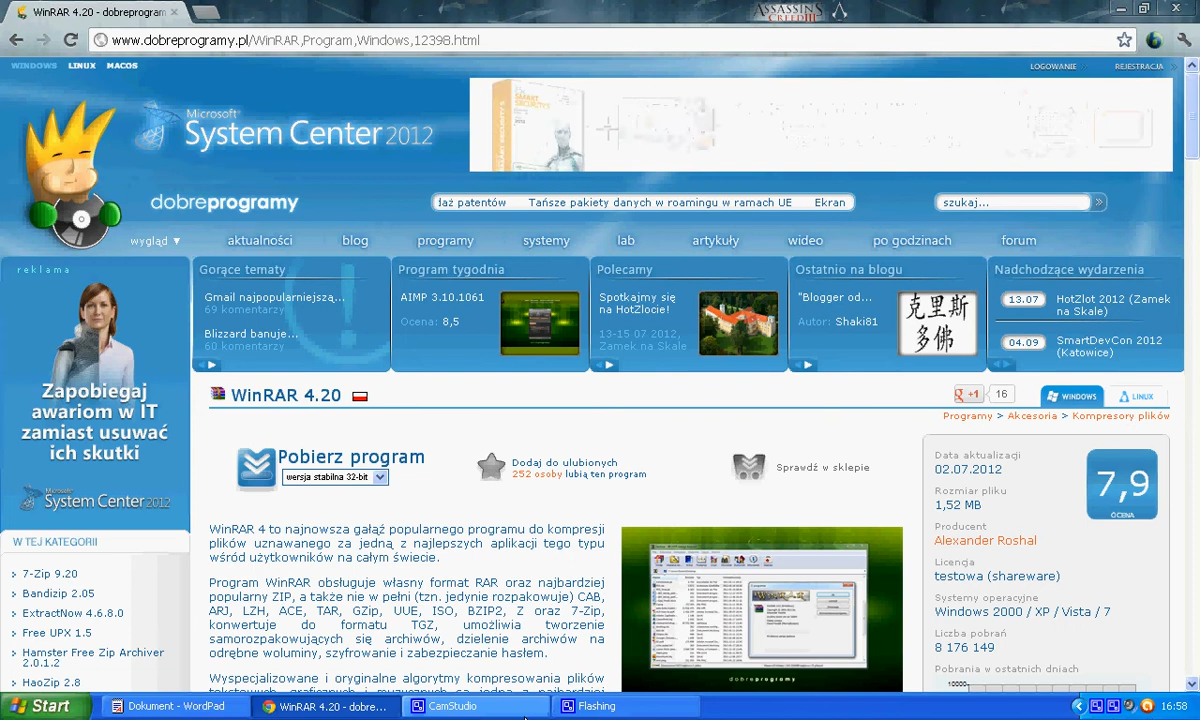 WinRAR 4.20 - dobreprogram
ASSASSIN'S
CREED III
www.dobreprogramy.pl/WinRAR,Program,Windows,12398.html
WINDOWS LINUX MACOS
LOGOWANIE REJESTRACJA
Microsoft
System Center 2012
SMART SECURITY
dobreprogramy
daż patentów Tańsze pakiety danych w roamingu w ramach UE Ekran
szukaj...
wygląd ▼ aktualności blog programy systemy lab artykuły wideo po godzinach forum
reklama
Zapobiegaj
awariom w IT
zamiast usuwać
ich skutki
Microsoft
System Center 2012
Gorące tematy
Gmail najpopularniejszą...
69 komentarzy
Blizzard banuje...
60 komentarzy
Program tygodnia
AIMP 3.10.1061
Ocena: 8,5
Polecamy
Spotkajmy się
na HotZlocie!
13-15 07 2012,
Zamek na Skale
Ostatnio na blogu
"Blogger od...
Autor: Shaki81
克里斯
多佛
Nadchodzące wydarzenia
13.07 HotZlot 2012 (Zamek
na Skale)
04.09 SmartDevCon 2012
(Katowice)
WinRAR 4.20
+1 16
WINDOWS LINUX
Programy > Akcesoria > Kompresory plików
Pobierz program
wersja stabilna 32-bit
Dodaj do ulubionych
252 osoby lubią ten program
Sprawdź w sklepie
WinRAR 4 to najnowsza gałąź popularnego programu do kompresji
plików uznawanego za jedną z najlepszych aplikacji tego typu
wśród użytkowników na całym świecie.
Program WinRAR obsługuje własny format RAR oraz najbardziej
popularny ZIP, a także nie w pełni (tzn. jedynie rozpakowuje) CAB,
ARJ, LZH, ACE, TAR, GZip, UUE, ISO, BZIP2, Z oraz 7-Zip,
konwertuje do formatu TGZ, umożliwia tworzenie
samorozpakowujących się archiwów, dzielenie archiwów na
odrębne woluminy, szyfrowanie i zabezpieczanie hasłem.
Wyspecjalizowane i oryginalne algorytmy kompresowania plików
tekstowych, graficznych i muzycznych są jedną z najbardziej
dobreprogramy
Data aktualizacji
02.07.2012
Rozmiar pliku
1,52 MB
Producent
Alexander Roshal
Licencja
testowa (shareware)
Systemy operacyjne
Windows 2000 / XP / Vista / 7
Liczba pobrań
8 176 149
Pobrania w ostatnich dniach
10000
7,9
OCENA
W TEJ KATEGORII
7-Zip 9.20
Bandizip 2.05
ExtractNow 4.6.8.0
Free UPX 1.5
Hamster Free Zip Archiver
2.0.1.2
HaoZip 2.8
Start Dokument - WordPad WinRAR 4.20 - dobre... CamStudio Flashing 16:58